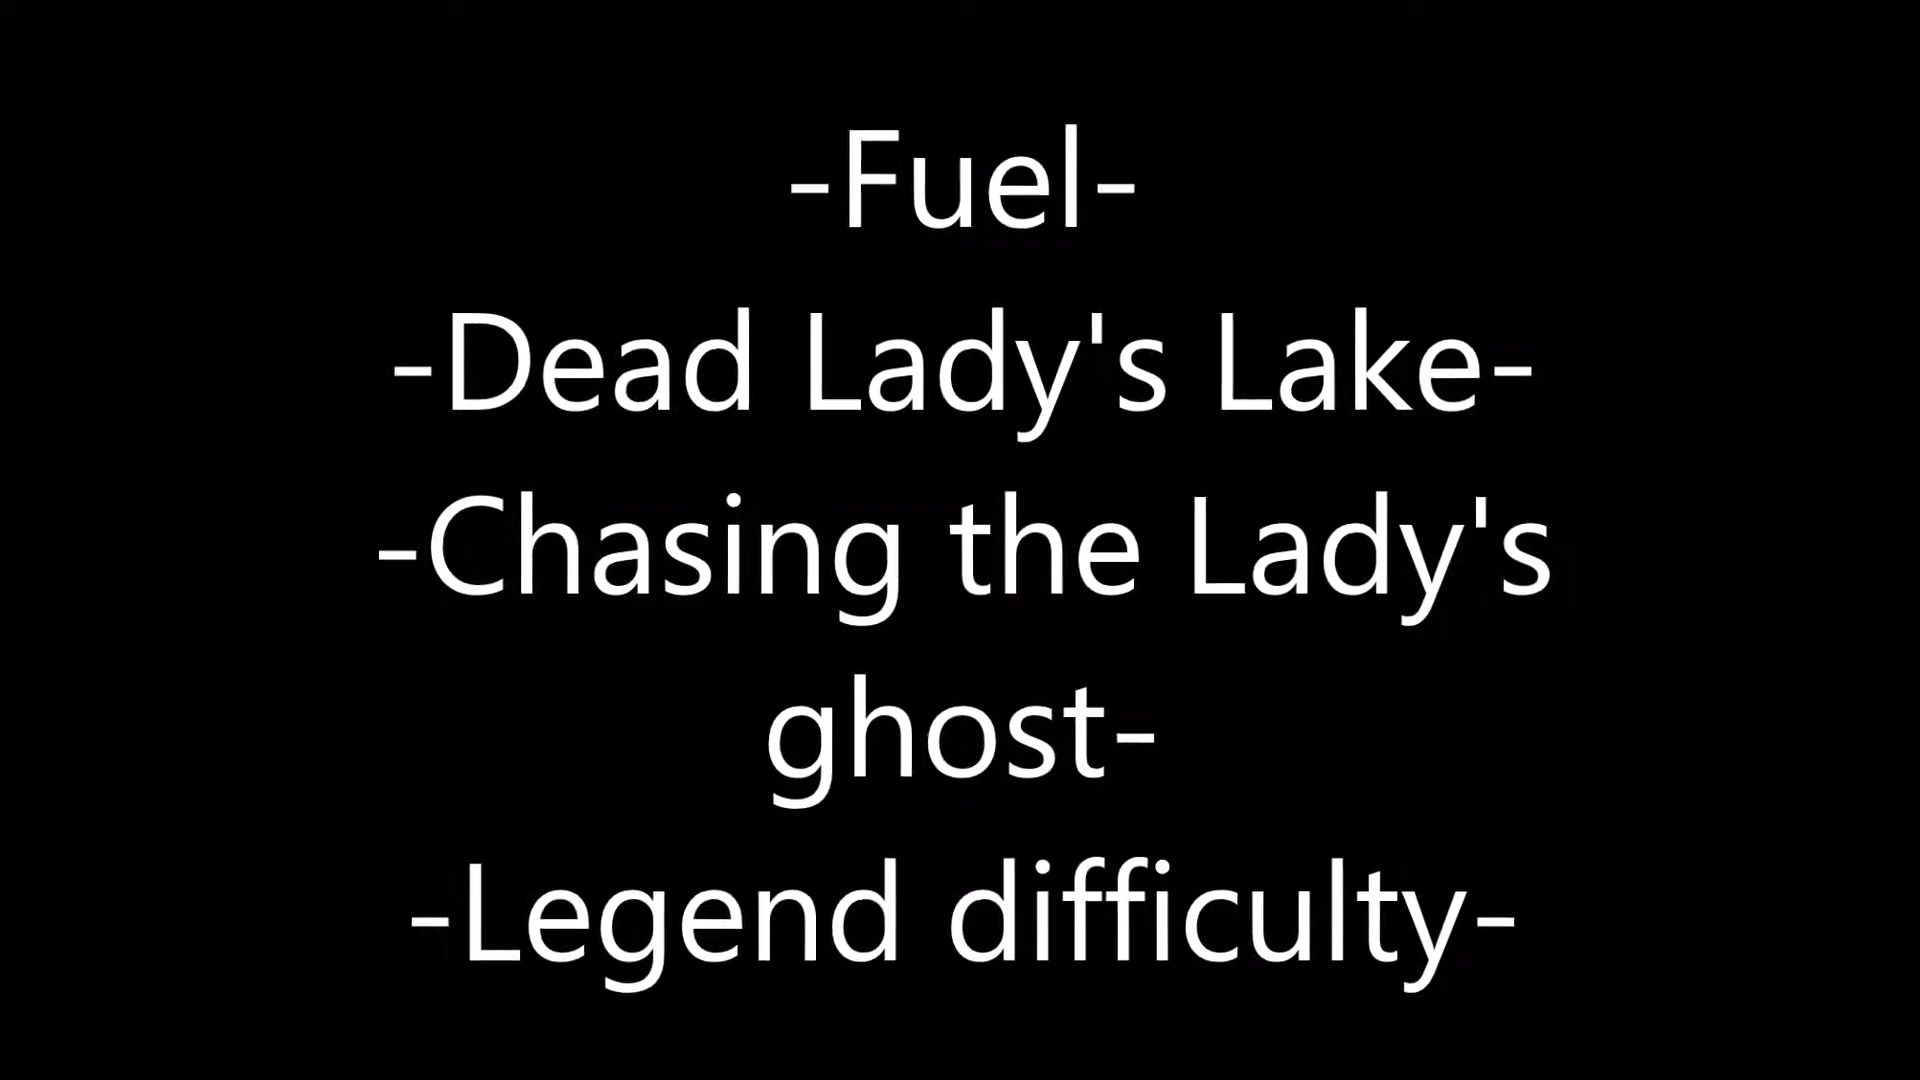 -Fuel-
-Dead Lady's Lake-
-Chasing the Lady's
ghost-
-Legend difficulty-